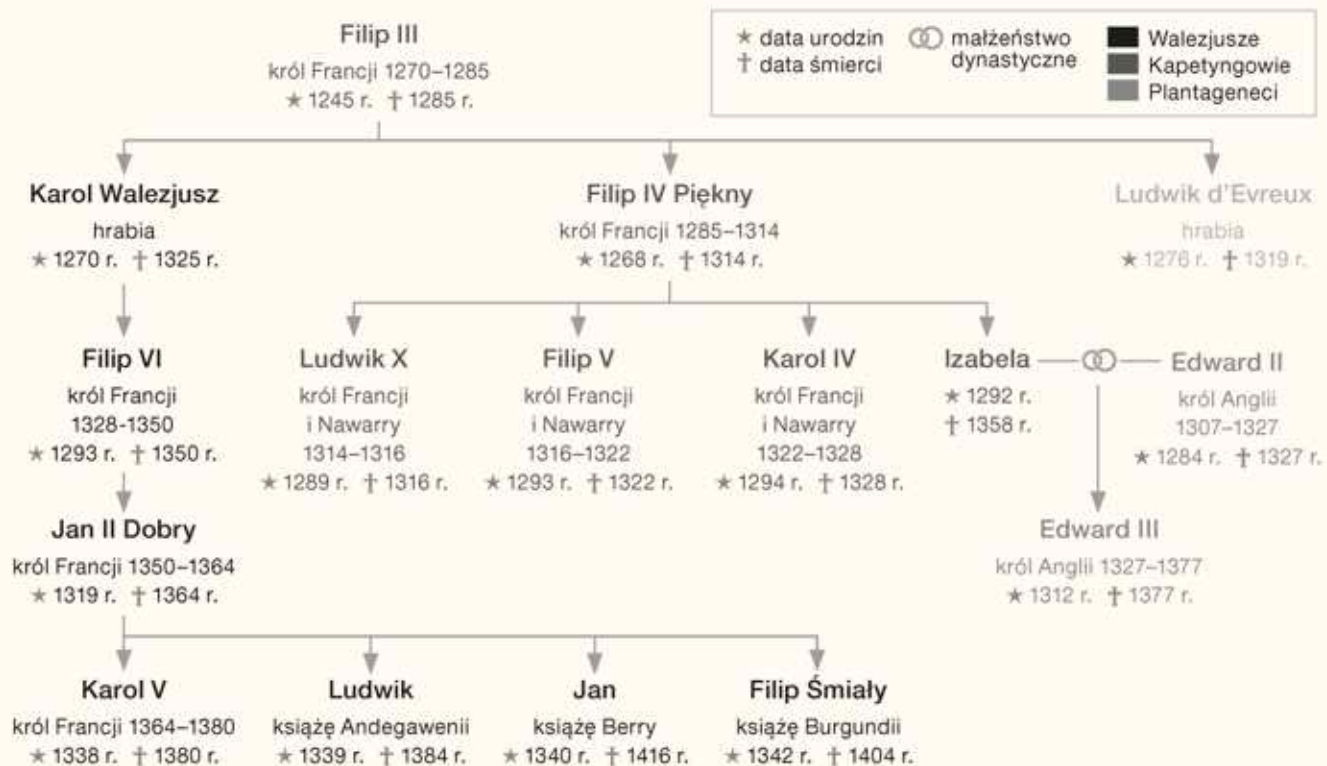 Filip III
król Francji 1270–1285
★ 1245 r. † 1285 r.
★ data urodzin
† data śmierci
małżeństwo
dynastyczne
Walezjusze
Kapetyngowie
Plantageneci
Karol Walezjusz
hrabia
★ 1270 r. † 1325 r.
Filip IV Piękny
król Francji 1285–1314
★ 1268 r. † 1314 r.
Ludwik d'Evreux
hrabia
★ 1276 r. † 1319 r.
Filip VI
król Francji
1328-1350
★ 1293 r. † 1350 r.
Ludwik X
król Francji
i Nawarry
1314–1316
★ 1289 r. † 1316 r.
Filip V
król Francji
i Nawarry
1316–1322
★ 1293 r. † 1322 r.
Karol IV
król Francji
i Nawarry
1322–1328
★ 1294 r. † 1328 r.
Izabela
★ 1292 r.
† 1358 r.
Edward II
król Anglii
1307–1327
★ 1284 r. † 1327 r.
Jan II Dobry
król Francji 1350–1364
★ 1319 r. † 1364 r.
Edward III
król Anglii 1327–1377
★ 1312 r. † 1377 r.
Karol V
król Francji 1364–1380
★ 1338 r. † 1380 r.
Ludwik
książę Andegawenii
★ 1339 r. † 1384 r.
Jan
książę Berry
★ 1340 r. † 1416 r.
Filip Śmiały
książę Burgundii
★ 1342 r. † 1404 r.